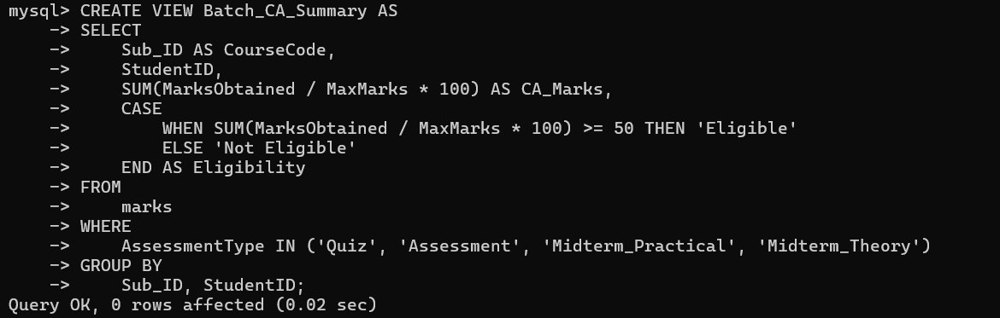 mysql> CREATE VIEW Batch_CA_Summary AS
    -> SELECT
    ->     Sub_ID AS CourseCode,
    ->     StudentID,
    ->     SUM(MarksObtained / MaxMarks * 100) AS CA_Marks,
    ->     CASE
    ->         WHEN SUM(MarksObtained / MaxMarks * 100) >= 50 THEN 'Eligible'
    ->         ELSE 'Not Eligible'
    ->     END AS Eligibility
    -> FROM
    ->     marks
    -> WHERE
    ->     AssessmentType IN ('Quiz', 'Assessment', 'Midterm_Practical', 'Midterm_Theory')
    -> GROUP BY
    ->     Sub_ID, StudentID;
Query OK, 0 rows affected (0.02 sec)